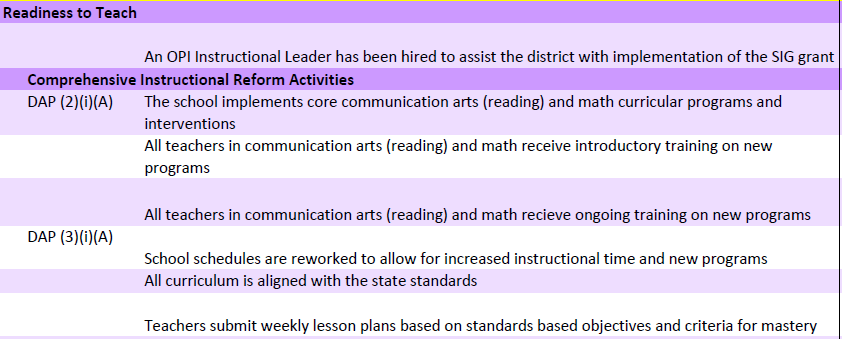 Readiness to Teach
An OPI Instructional Leader has been hired to assist the district with implementation of the SIG grant
Comprehensive Instructional Reform Activities
DAP (2)(i)(A) The school implements core communication arts (reading) and math curricular programs and
interventions
All teachers in communication arts (reading) and math receive introductory training on new
programs
All teachers in communication arts (reading) and math recieve ongoing training on new programs
DAP (3)(i)(A)
School schedules are reworked to allow for increased instructional time and new programs
All curriculum is aligned with the state standards
Teachers submit weekly lesson plans based on standards based objectives and criteria for mastery